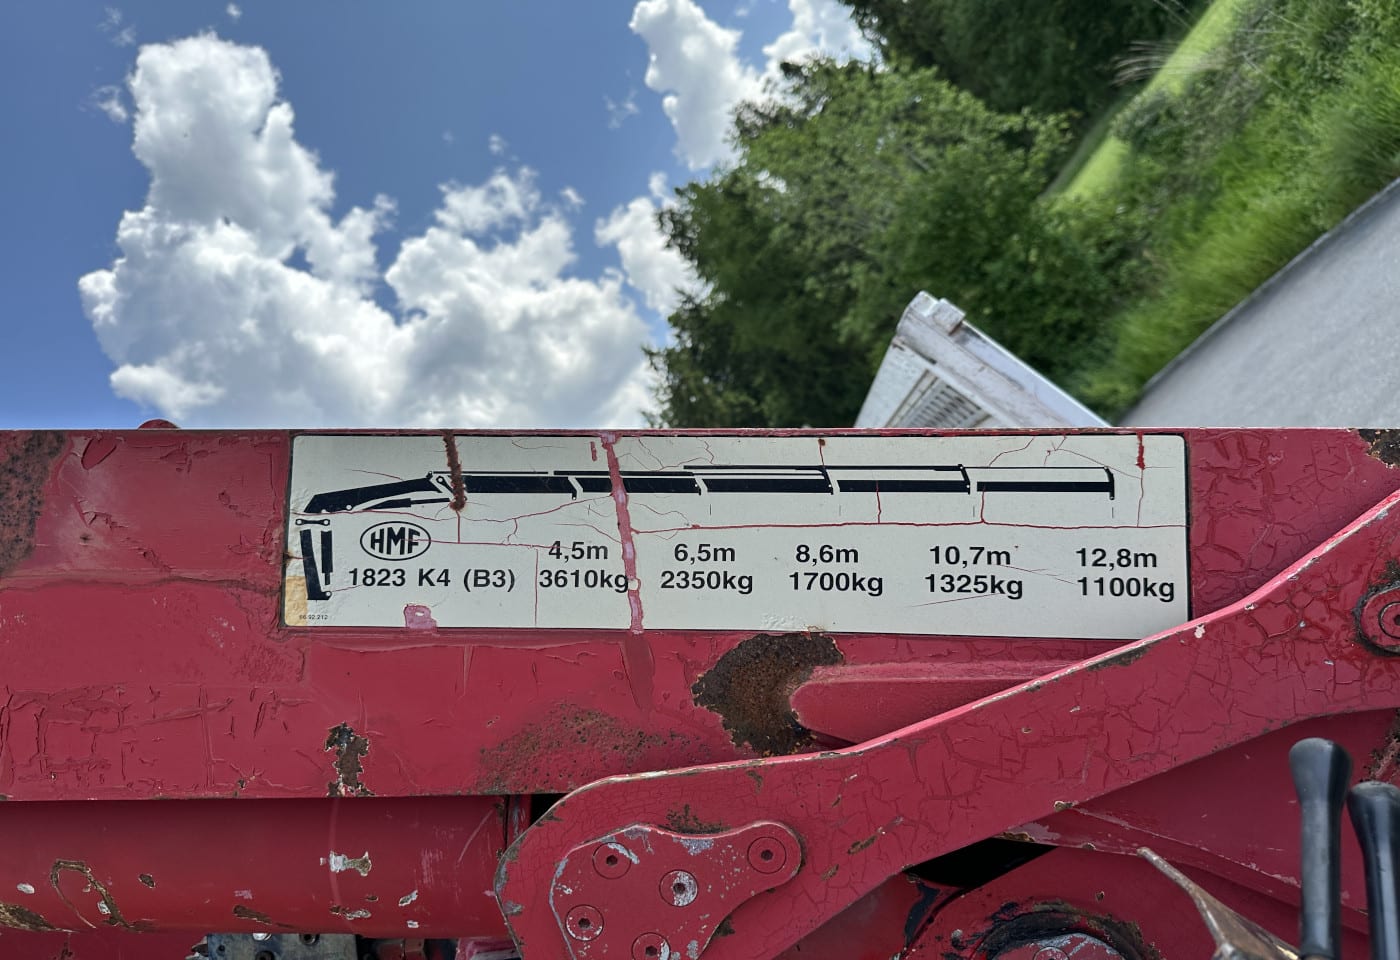 HMF
1823 K4 (B3)
4,5m 6,5m 8,6m 10,7m 12,8m
3610kg 2350kg 1700kg 1325kg 1100kg